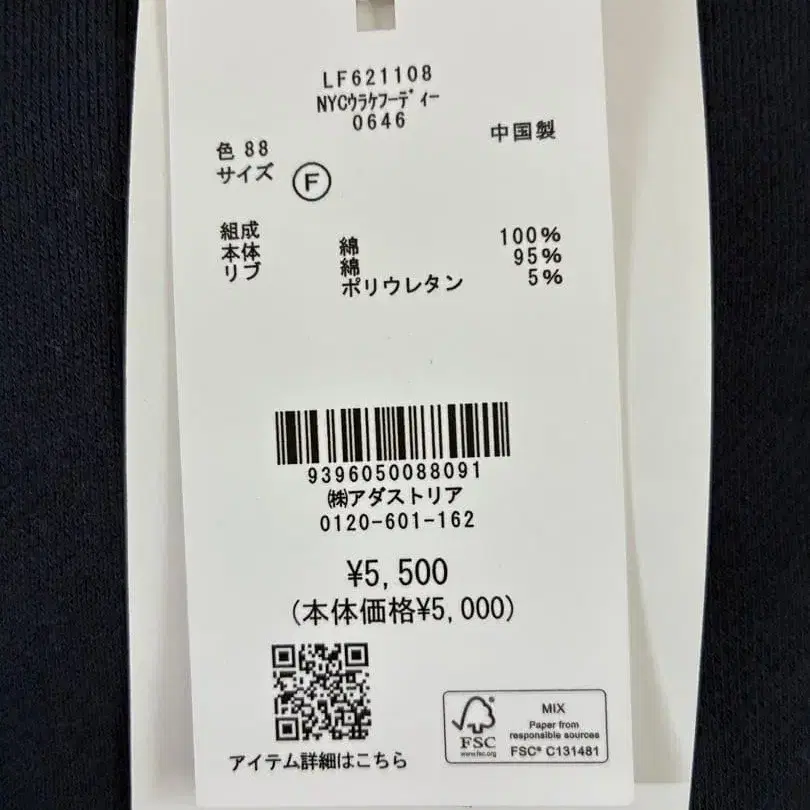 LF621108
NYCｳﾗｹﾌｰﾃﾞｨｰ
0646
中国製
色 88
サイズ F
組成
本体 綿 100%
リブ 綿 95%
ポリウレタン 5%
9396050088091
㈱アダストリア
0120-601-162
¥5,500
(本体価格¥5,000)
アイテム詳細はこちら
FSC
www.fsc.org
MIX
Paper from
responsible sources
FSC® C131481